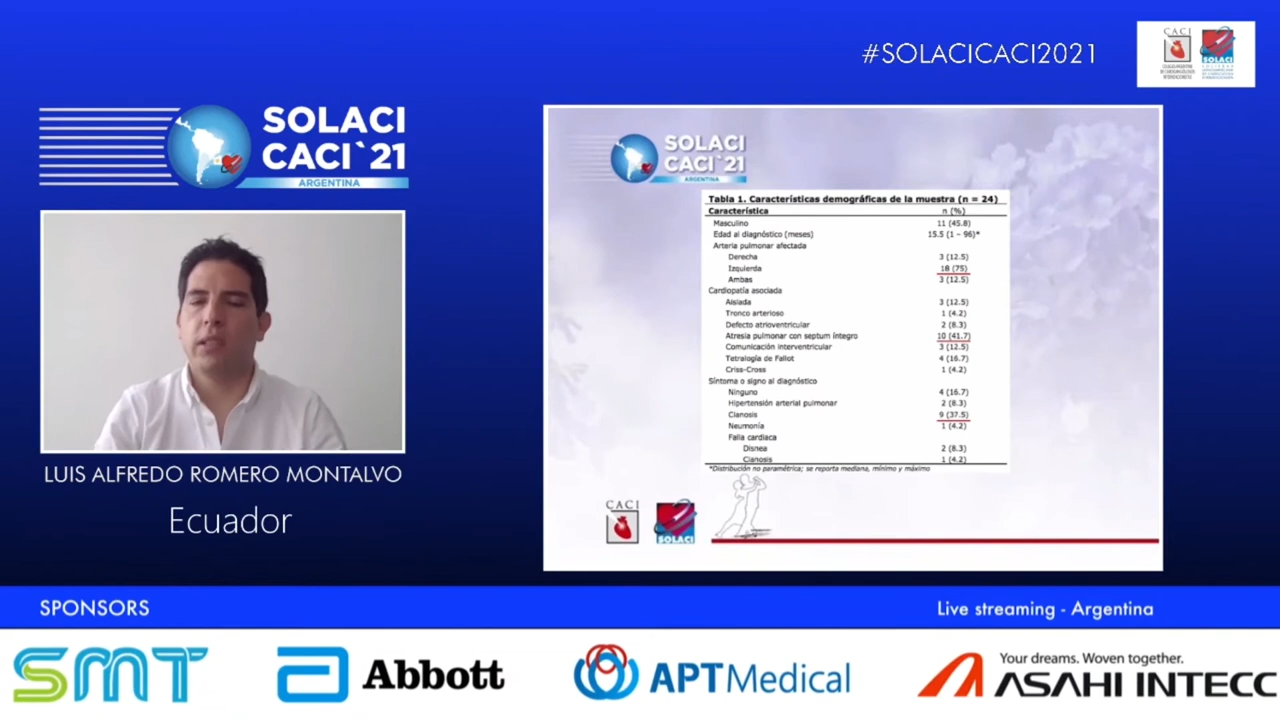 #SOLACICACI2021
CACI
SOLACI
SOLACI
CACI`21
ARGENTINA
LUIS ALFREDO ROMERO MONTALVO
Ecuador
SOLACI
CACI`21
ARGENTINA
Tabla 1. Características demográficas de la muestra (n = 24)
Característica n (%)
Masculino 11 (45.8)
Edad al diagnóstico (meses) 15.5 (1 – 96)*
Arteria pulmonar afectada
Derecha 3 (12.5)
Izquierda 18 (75)
Ambas 3 (12.5)
Cardiopatía asociada
Aislada 3 (12.5)
Tronco arterioso 1 (4.2)
Defecto atrioventricular 2 (8.3)
Atresia pulmonar con septum íntegro 10 (41.7)
Comunicación interventricular 3 (12.5)
Tetralogía de Fallot 4 (16.7)
Criss-Cross 1 (4.2)
Síntoma o signo al diagnóstico
Ninguno 4 (16.7)
Hipertensión arterial pulmonar 2 (8.3)
Cianosis 9 (37.5)
Neumonía 1 (4.2)
Falla cardiaca
Disnea 2 (8.3)
Cianosis 1 (4.2)
*Distribución no paramétrica; se reporta mediana, mínimo y máximo
CACI
SOLACI
SPONSORS
Live streaming - Argentina
SMT
Abbott
APTMedical
Your dreams. Woven together.
ASAHI INTECC